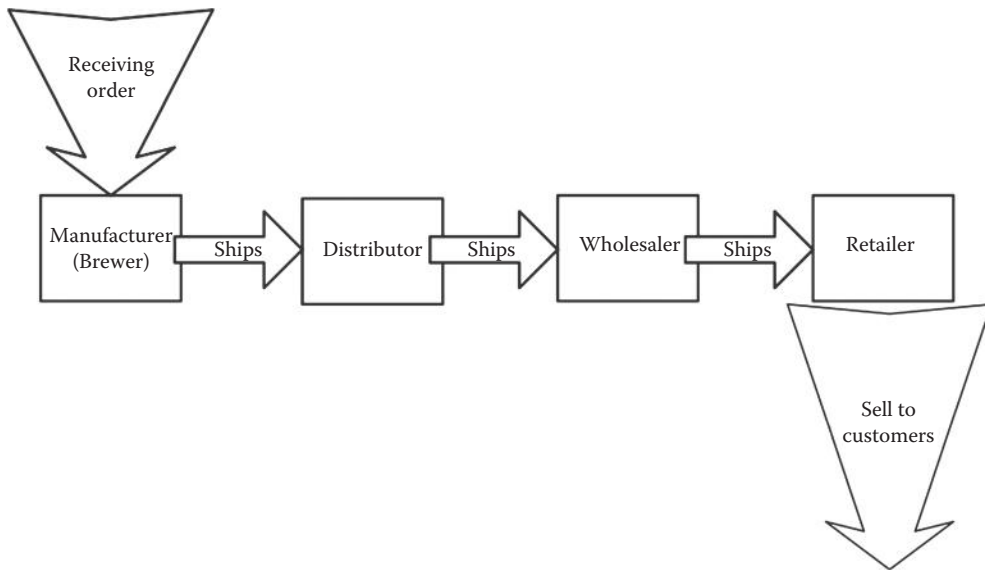 Receiving
order
Manufacturer
(Brewer)
Ships
Distributor
Ships
Wholesaler
Ships
Retailer
Sell to
customers